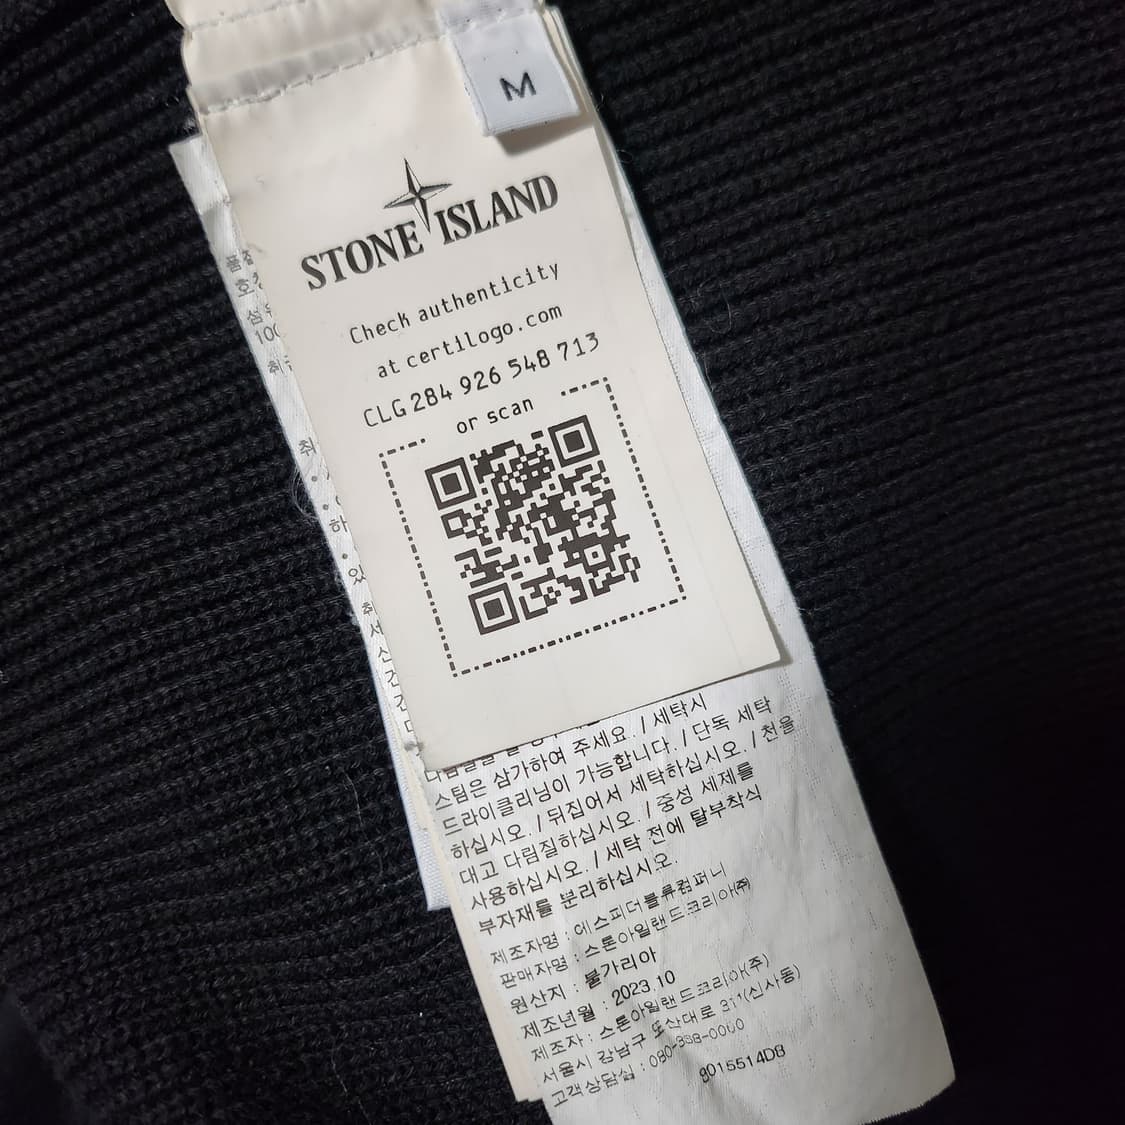 M
STONE ISLAND
Check authenticity
at certilogo.com
CLG 284 926 548 713
or scan
스팀은 삼가하여 주세요. / 세탁시
드라이클리닝이 가능합니다. / 단독 세탁
하십시오. / 뒤집어서 세탁하십시오. / 천을
대고 다림질하십시오. / 중성 세제를
사용하십시오. / 세탁 전에 탈부착식
부자재를 분리하십시오.
제조자명 : 에스피더블류컴퍼니
판매자명 : 스톤아일랜드코리아(주)
원산지 : 불가리아
제조년월 : 2023.10
제조자 : 스톤아일랜드코리아(주)
서울시 강남구 도산대로 311(신사동)
고객상담실 : 080-
9015514D8